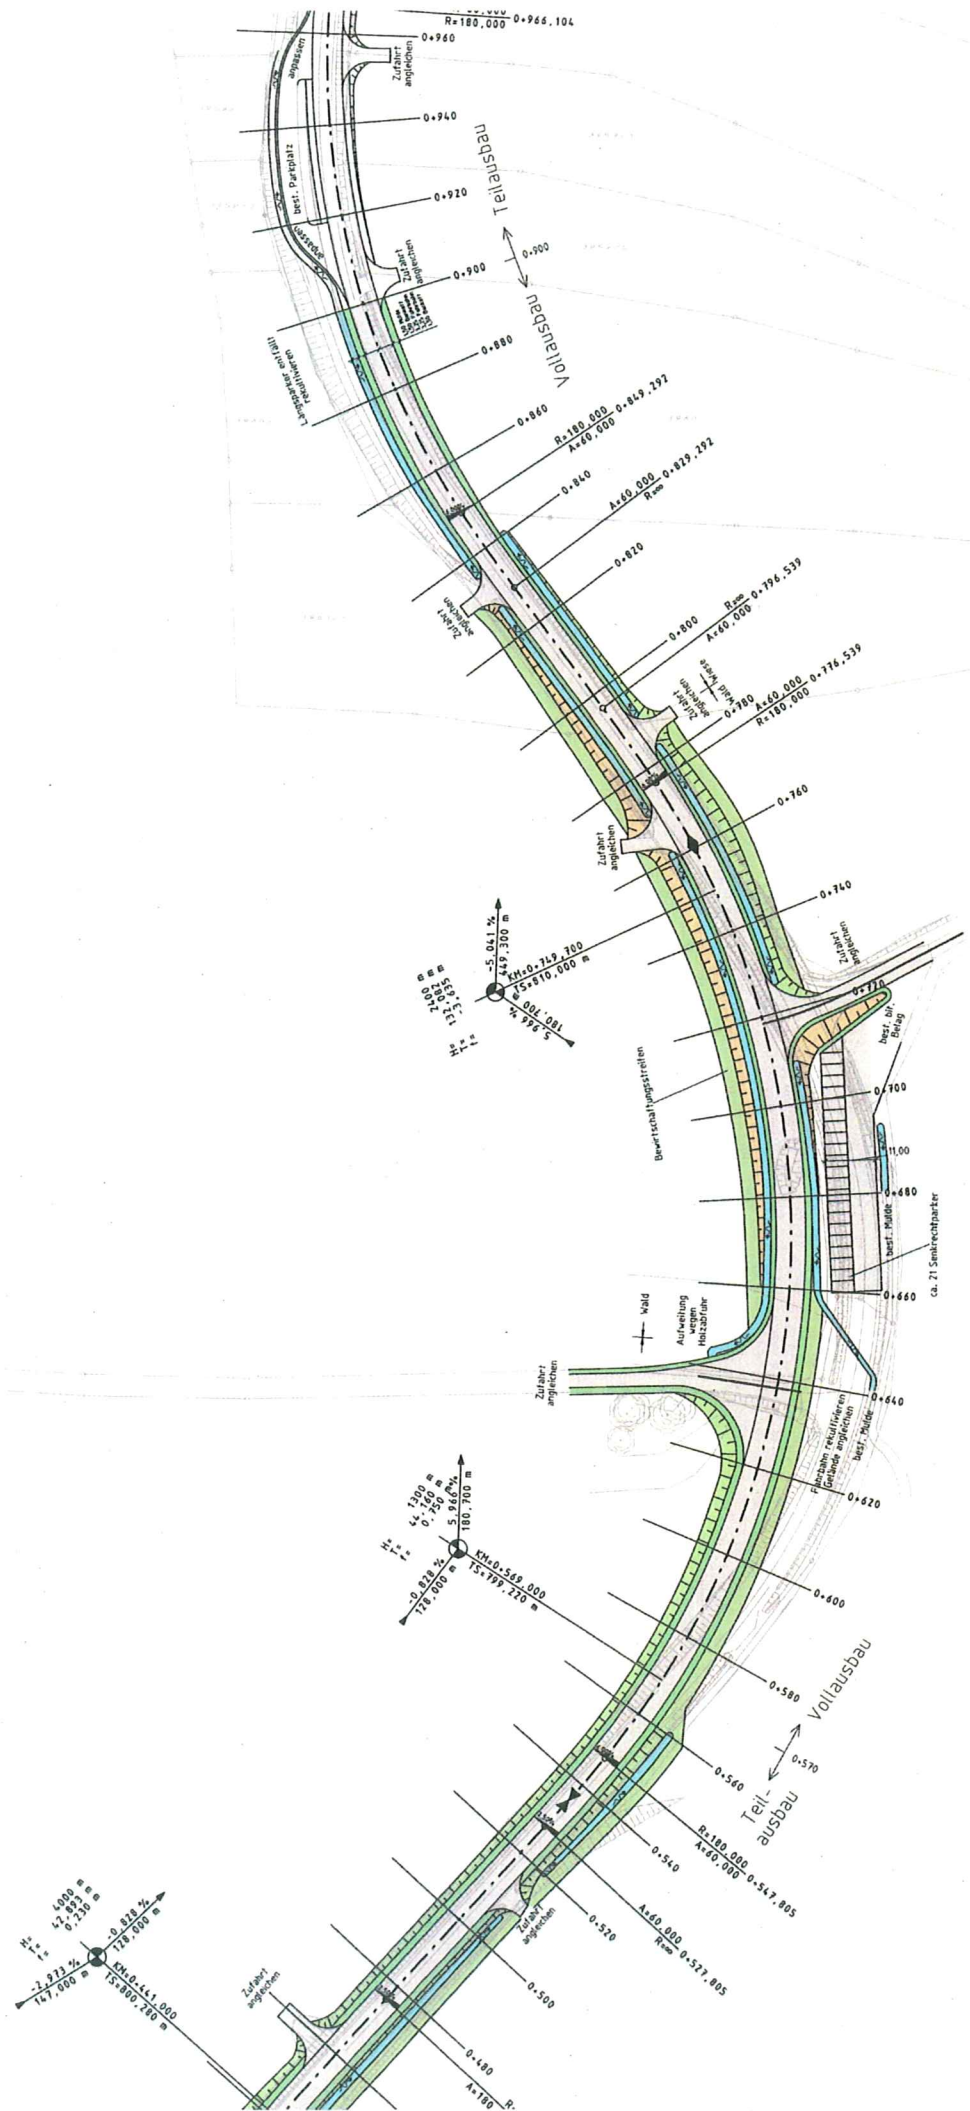 R=180,000 0+966,104
0+960
anpassen
Zufahrt
angleichen
0+940
best. Parkplatz
0+920
Teilausbau
anpassen
Zufahrt
angleichen
0+900
0+900
Vollausbau
Längsparker entfällt
rekultivieren
0+880
0+860
R=180,000
A=60,000
0+849,292
0+840
A=60,000
R=∞
0+829,292
0+820
Zufahrt
angleichen
R=∞
A=60,000
0+796,539
0+800
Wald Wiese
Zufahrt
angleichen
0+780
A=60,000
R=180,000
0+776,539
0+760
Zufahrt
angleichen
0+740
-5,041 %
449,300 m
KM=0+749,700
TS=810,000 m
H= 2400 m
T= 132,082 m
f= -3,635 m
5,966 %
180,700 m
Zufahrt
angleichen
0+720
best. bit.
Belag
Bewirtschaftungsstreifen
0+700
11,00
0+680
best. Mulde
ca. 21 Senkrechtparker
0+660
Wald
Aufweitung
wegen
Holzabfuhr
Zufahrt
angleichen
0+640
Fahrbahn rekultivieren
Gelände angleichen
best. Mulde
0+620
H= 1300 m
T= 44,160 m
f= 0,750 m
5,966 %
180,700 m
-0,828 %
128,000 m
KM=0+569,000
TS=799,220 m
0+600
0+580
Vollausbau
0+570
Teil-
ausbau
0+560
R=180,000
A=60,000
0+547,805
0+540
A=60,000
R=∞
0+527,805
0+520
Zufahrt
angleichen
0+500
H= 4000 m
T= 42,893 m
f= 0,230 m
-0,828 %
128,000 m
-2,973 %
147,000 m
KM=0+441,000
TS=800,280 m
Zufahrt
angleichen
0+480
A=180
R-